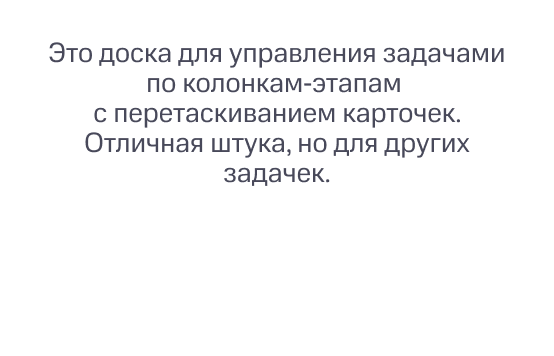 Это доска для управления задачами
по колонкам-этапам
с перетаскиванием карточек.
Отличная штука, но для других
задачек.